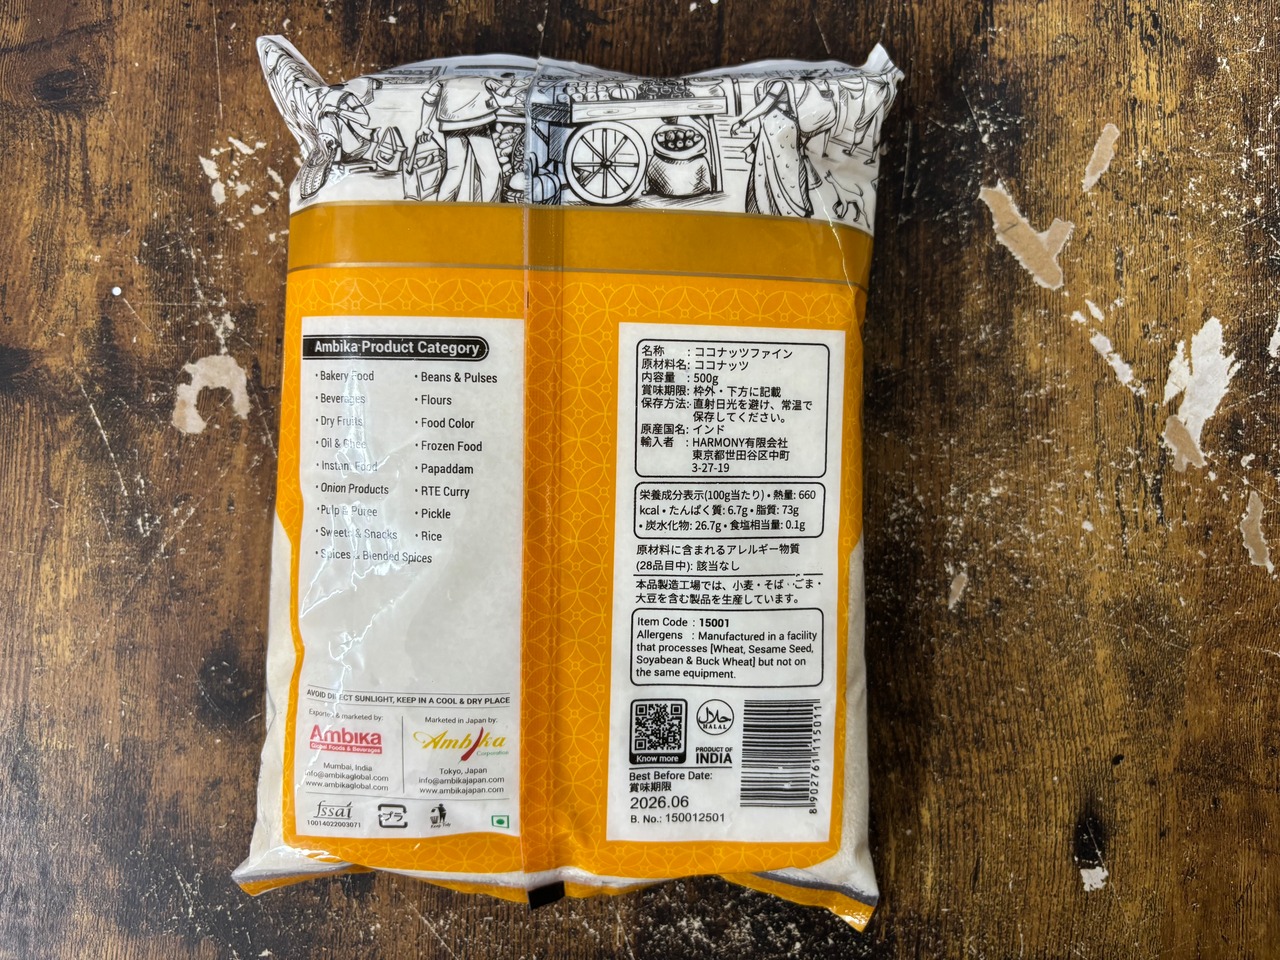 Ambika Product Category
• Bakery Food
• Beverages
• Dry Fruits
• Oil & Ghee
• Instant Food
• Onion Products
• Pulp & Puree
• Sweets & Snacks
• Spices & Blended Spices
• Beans & Pulses
• Flours
• Food Color
• Frozen Food
• Papaddam
• RTE Curry
• Pickle
• Rice
AVOID DIRECT SUNLIGHT, KEEP IN A COOL & DRY PLACE
Exported & marketed by:
Ambika
Global Foods & Beverages
Mumbai, India
info@ambikaglobal.com
www.ambikaglobal.com
Marketed in Japan by:
Ambika
Corporation
Tokyo, Japan
info@ambikajapan.com
www.ambikajapan.com
fssai
10014022003071
プラ
Keep Tidy
名称 : ココナッツファイン
原材料名: ココナッツ
内容量 : 500g
賞味期限: 枠外・下方に記載
保存方法: 直射日光を避け、常温で
保存してください。
原産国名: インド
輸入者 : HARMONY有限会社
東京都世田谷区中町
3-27-19
栄養成分表示(100g当たり)・熱量: 660
kcal・たんぱく質: 6.7g・脂質: 73g
・炭水化物: 26.7g・食塩相当量: 0.1g
原材料に含まれるアレルギー物質
(28品目中): 該当なし
本品製造工場では、小麦・そば・ごま・
大豆を含む製品を生産しています。
Item Code : 15001
Allergens : Manufactured in a facility
that processes [Wheat, Sesame Seed,
Soyabean & Buck Wheat] but not on
the same equipment.
Know more
حلال
HALAL
PRODUCT OF
INDIA
8 902761 115011
Best Before Date:
賞味期限
2026.06
B. No.: 150012501